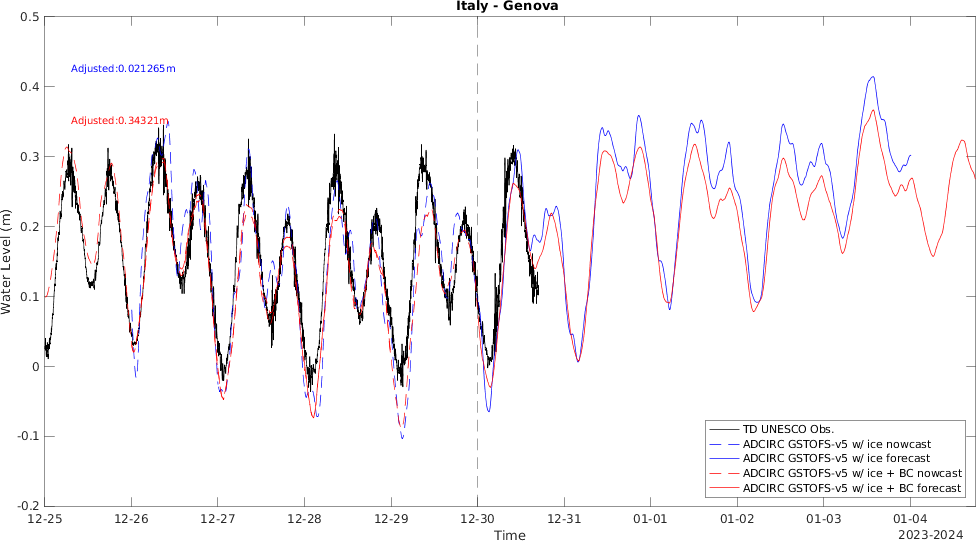 Italy - Genova
0.5
0.4
0.3
0.2
0.1
0
-0.1
-0.2
Water Level (m)
Adjusted:0.021265m
Adjusted:0.34321m
TD UNESCO Obs.
ADCIRC GSTOFS-v5 w/ ice nowcast
ADCIRC GSTOFS-v5 w/ ice forecast
ADCIRC GSTOFS-v5 w/ ice + BC nowcast
ADCIRC GSTOFS-v5 w/ ice + BC forecast
12-25 12-26 12-27 12-28 12-29 12-30 12-31 01-01 01-02 01-03 01-04
Time
2023-2024